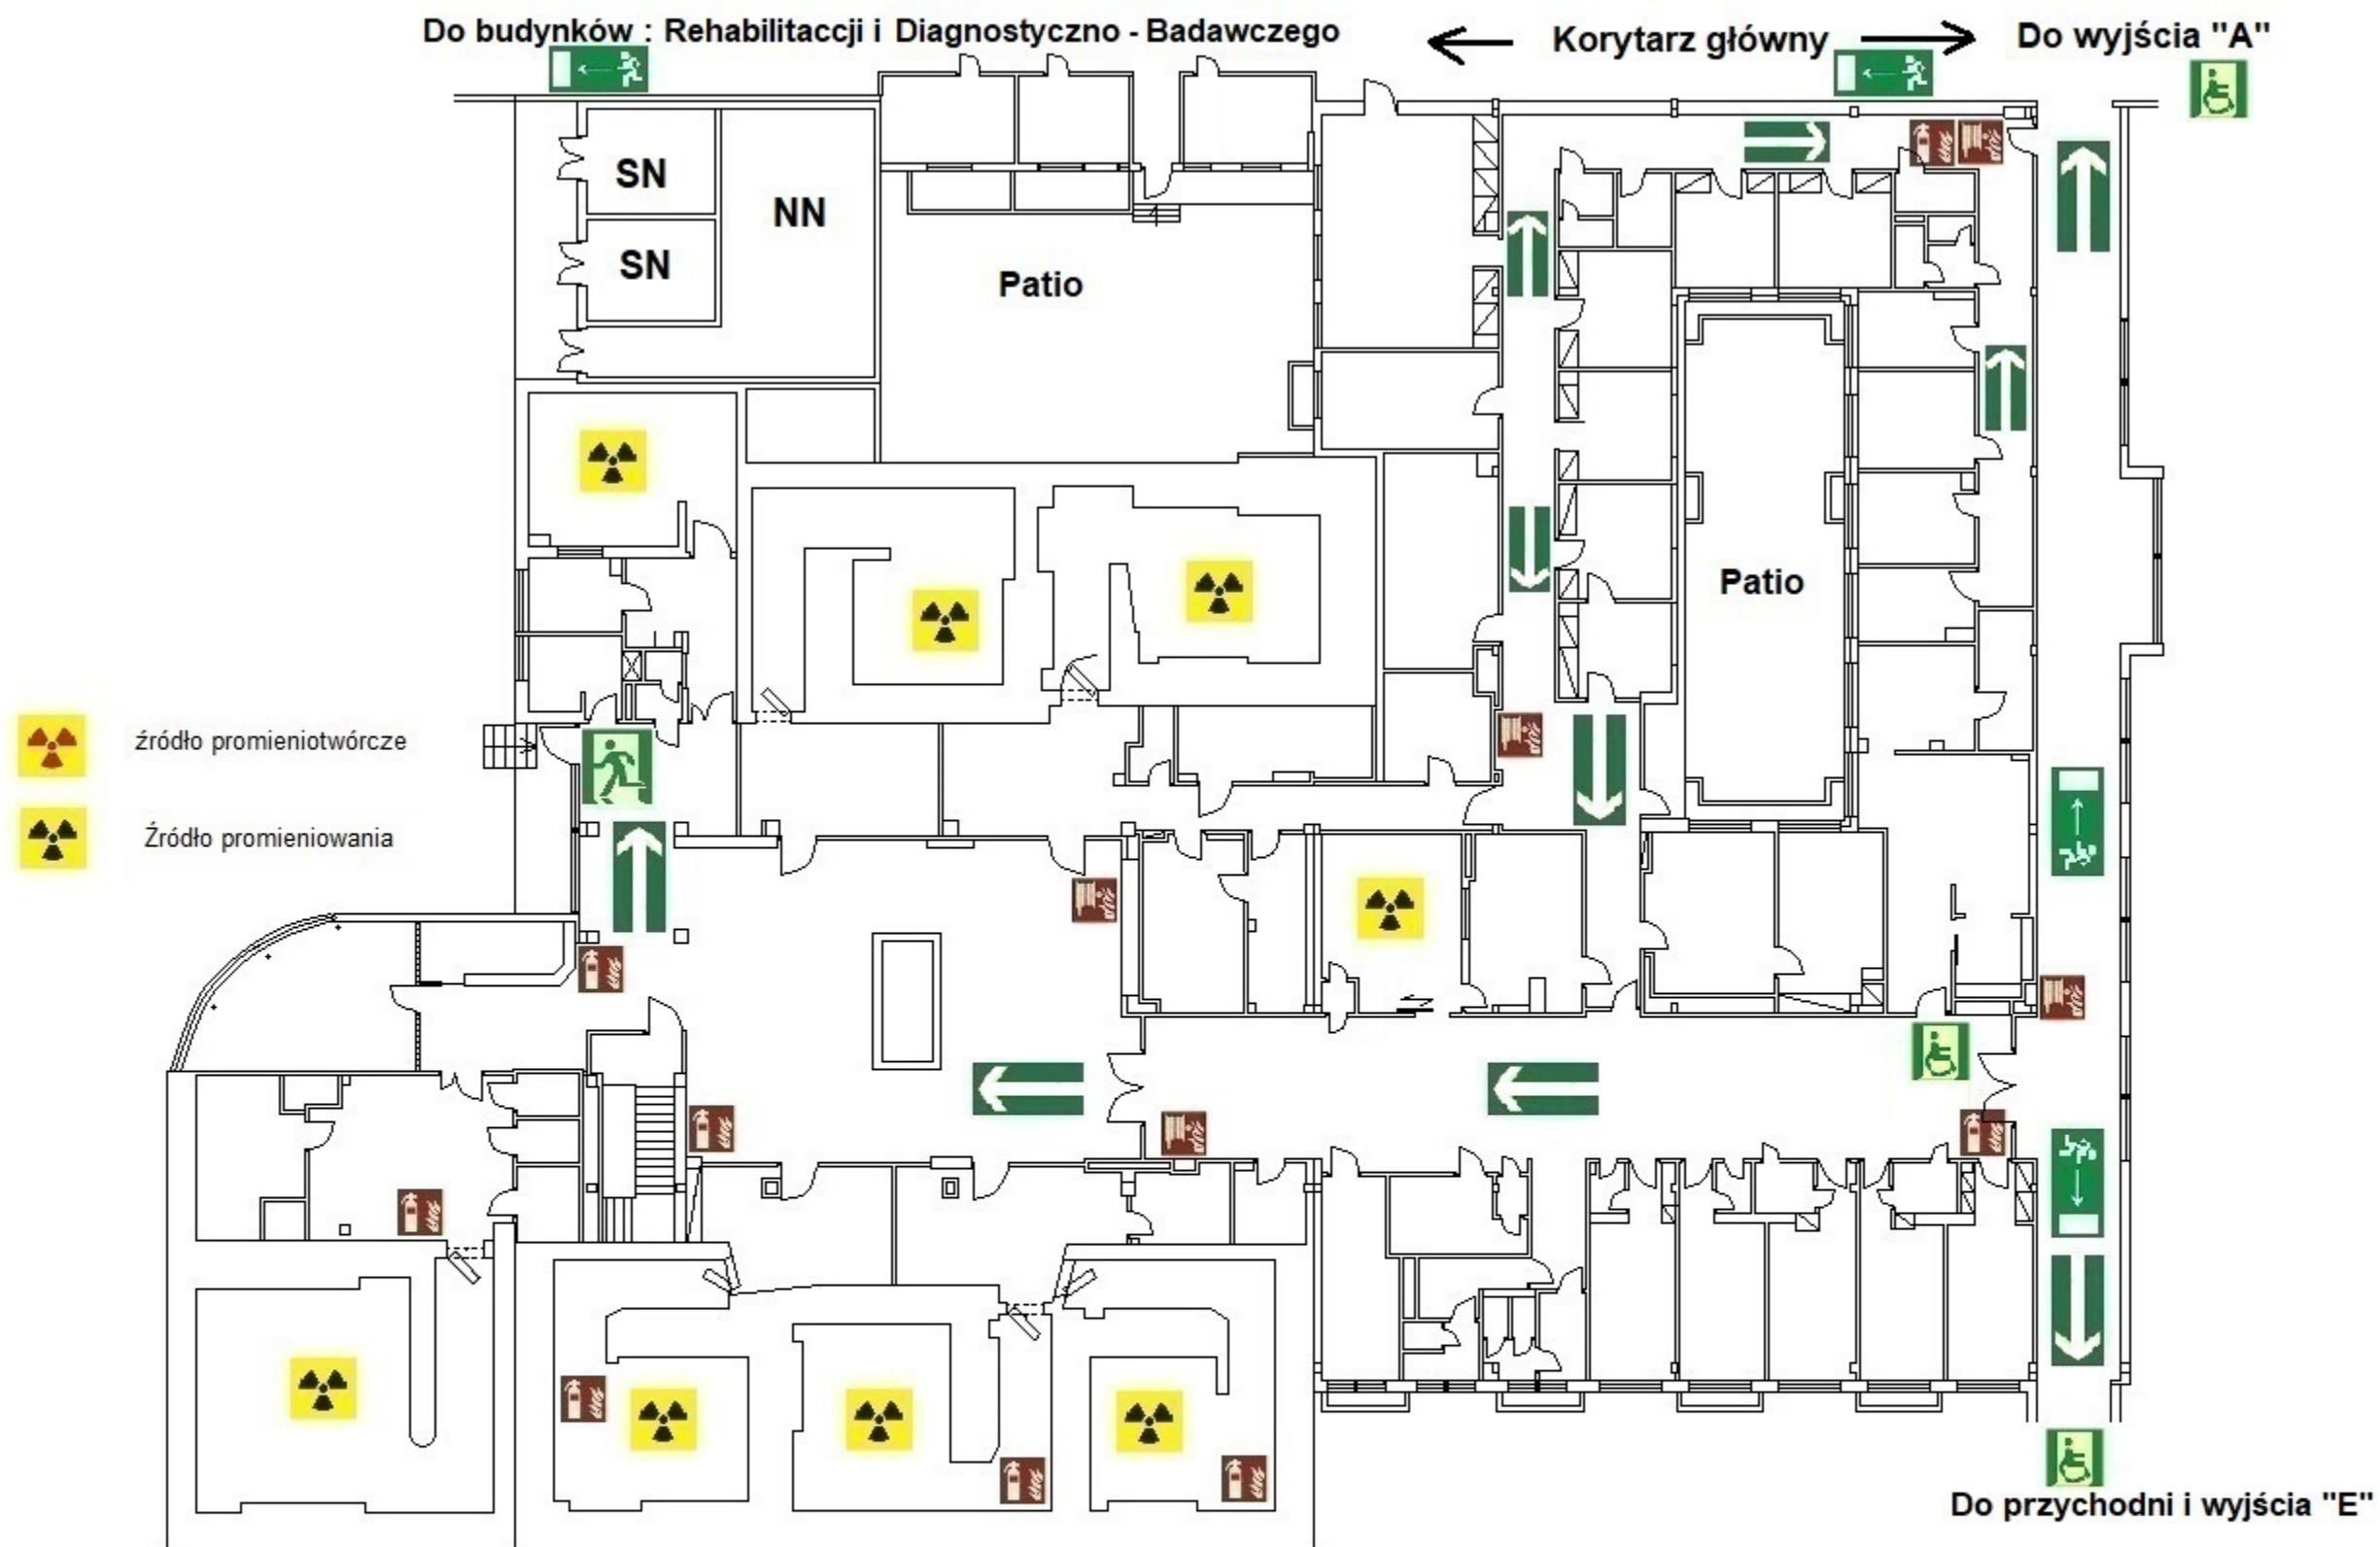 Do budynków : Rehabilitaccji i Diagnostyczno - Badawczego
Korytarz główny
Do wyjścia "A"
SN
NN
SN
Patio
Patio
źródło promieniotwórcze
Źródło promieniowania
Do przychodni i wyjścia "E"